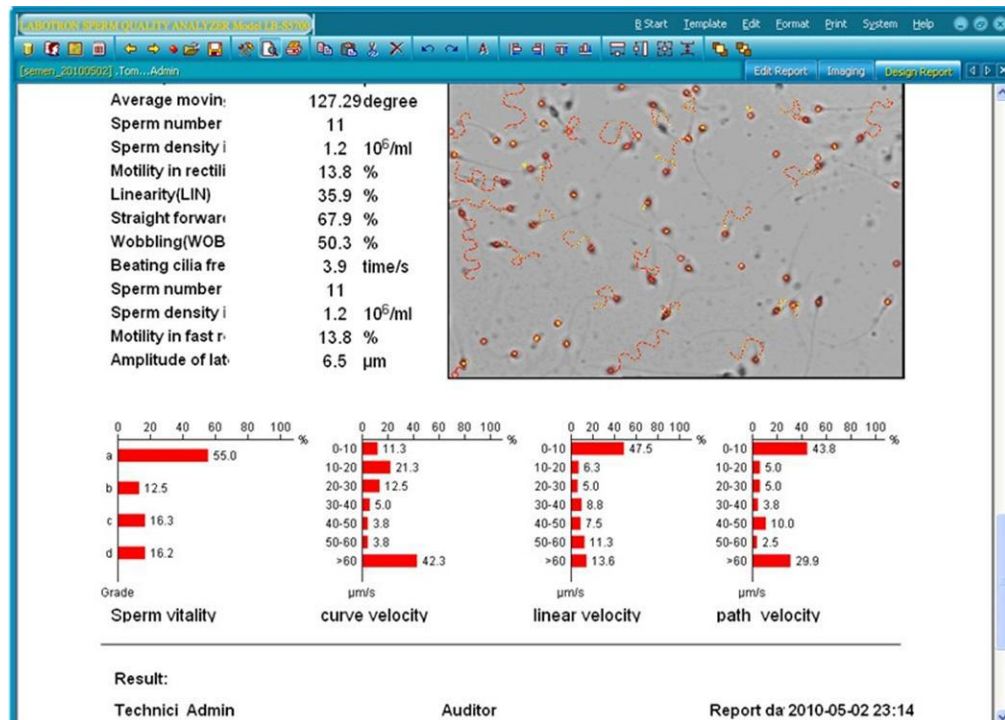 LABOTRON SPERM QUALITY ANALYZER Model LB-S5700
B Start Template Edit Format Print System Help
[semen_20100502] .Tom...Admin
Edit Report Imaging Design Report
Average movin 127.29 degree
Sperm number 11
Sperm density i 1.2 10⁶/ml
Motility in rectili 13.8 %
Linearity(LIN) 35.9 %
Straight forwar 67.9 %
Wobbling(WOB 50.3 %
Beating cilia fre 3.9 time/s
Sperm number 11
Sperm density i 1.2 10⁶/ml
Motility in fast r 13.8 %
Amplitude of lat 6.5 µm
0 20 40 60 80 100 %
a 55.0
b 12.5
c 16.3
d 16.2
Grade
Sperm vitality
0 20 40 60 80 100 %
0-10 11.3
10-20 21.3
20-30 12.5
30-40 5.0
40-50 3.8
50-60 3.8
>60 42.3
µm/s
curve velocity
0 20 40 60 80 100 %
0-10 47.5
10-20 6.3
20-30 5.0
30-40 8.8
40-50 7.5
50-60 11.3
>60 13.6
µm/s
linear velocity
0 20 40 60 80 100 %
0-10 43.8
10-20 5.0
20-30 5.0
30-40 3.8
40-50 10.0
50-60 2.5
>60 29.9
µm/s
path velocity
Result:
Technici Admin Auditor Report da 2010-05-02 23:14